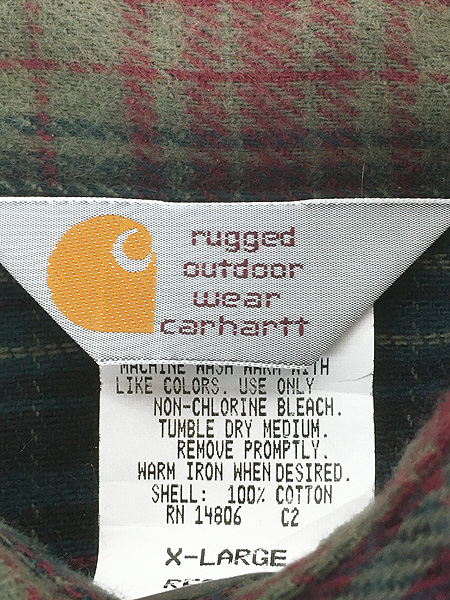 rugged
outdoor
wear
carhartt
MACHINE WASH WARM WITH
LIKE COLORS. USE ONLY
NON-CHLORINE BLEACH.
TUMBLE DRY MEDIUM.
REMOVE PROMPTLY.
WARM IRON WHEN DESIRED.
SHELL: 100% COTTON
RN 14806 C2
X-LARGE